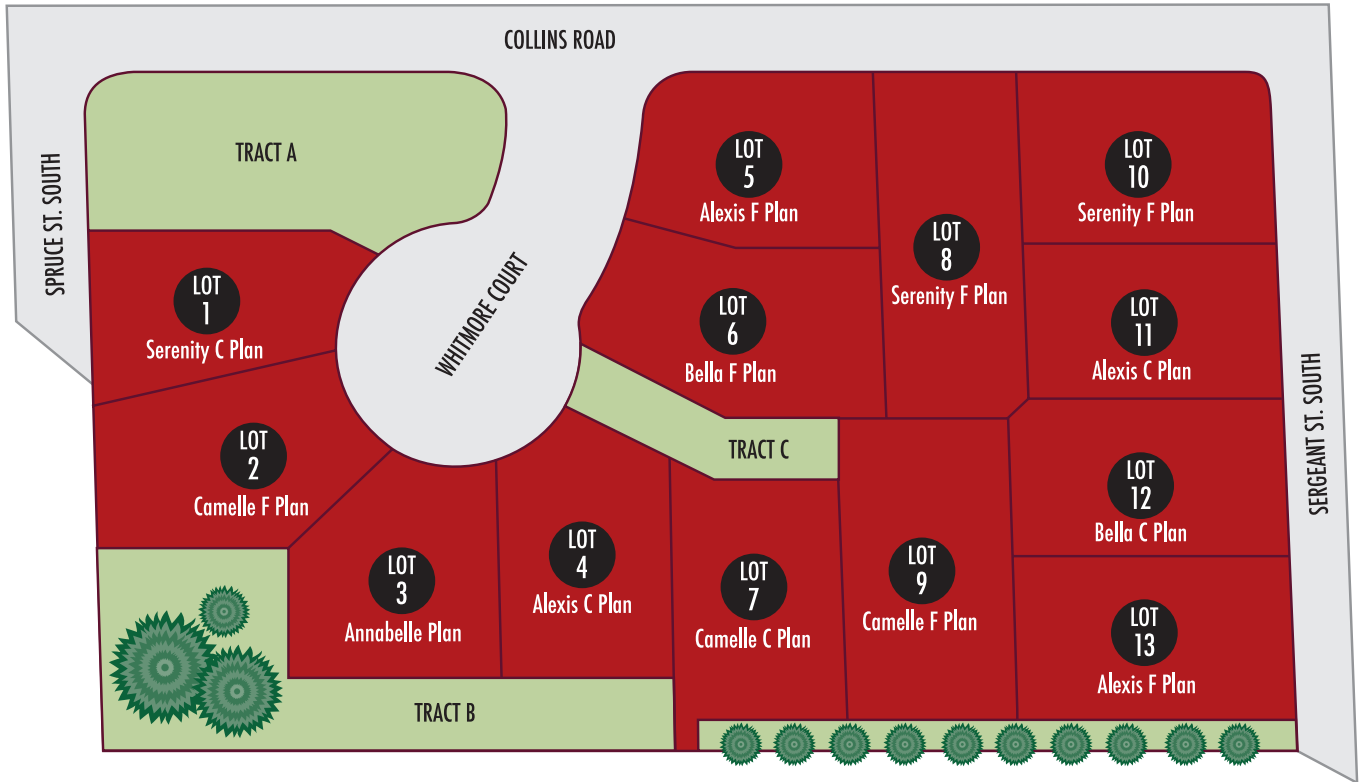 COLLINS ROAD
SPRUCE ST. SOUTH
TRACT A
WHITMORE COURT
SERGEANT ST. SOUTH
LOT
1
Serenity C Plan
LOT
2
Camelle F Plan
LOT
3
Annabelle Plan
LOT
4
Alexis C Plan
LOT
5
Alexis F Plan
LOT
6
Bella F Plan
TRACT C
LOT
7
Camelle C Plan
LOT
8
Serenity F Plan
LOT
9
Camelle F Plan
LOT
10
Serenity F Plan
LOT
11
Alexis C Plan
LOT
12
Bella C Plan
LOT
13
Alexis F Plan
TRACT B